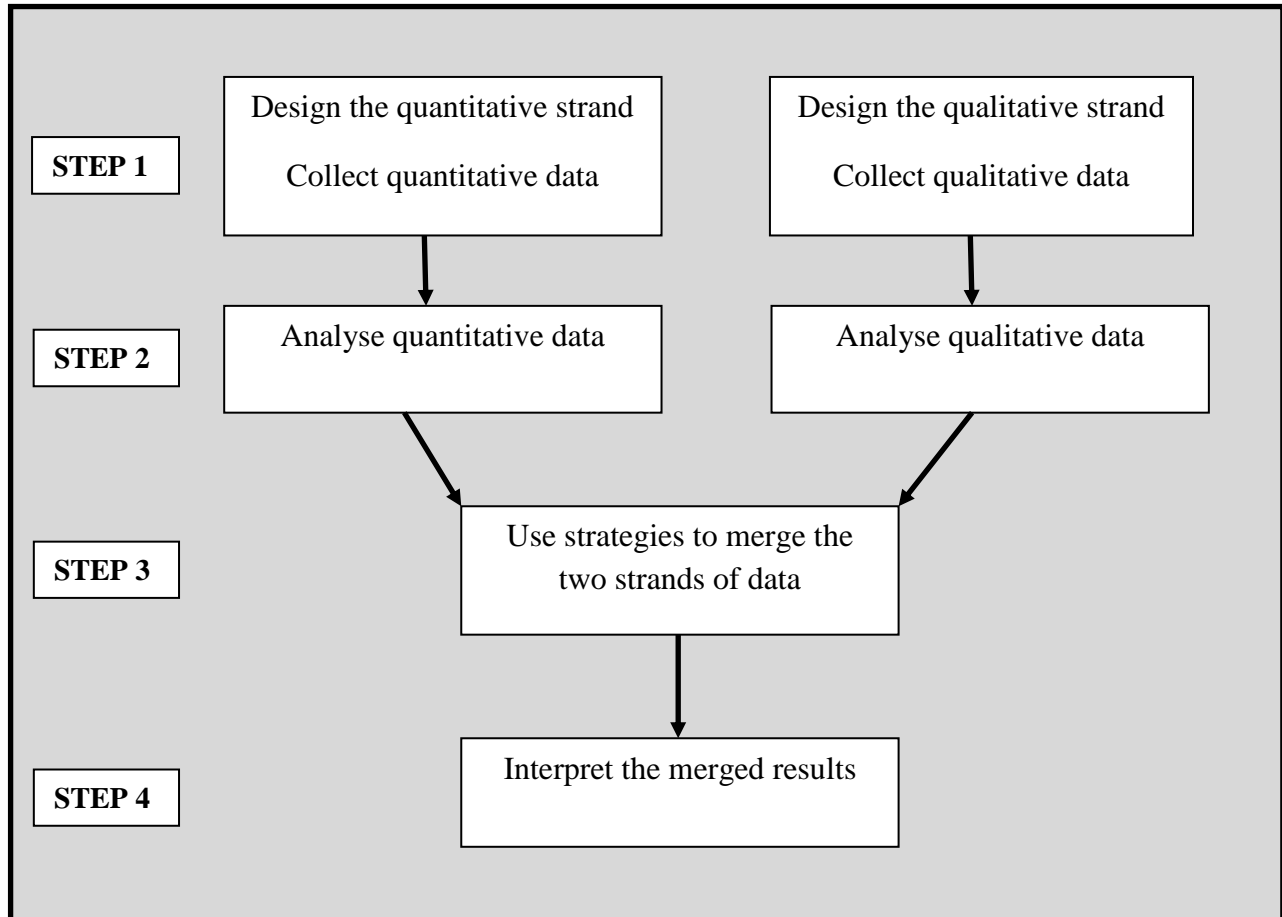 Design the quantitative strand
Collect quantitative data
Design the qualitative strand
Collect qualitative data
STEP 1
Analyse quantitative data
Analyse qualitative data
STEP 2
Use strategies to merge the
two strands of data
STEP 3
Interpret the merged results
STEP 4